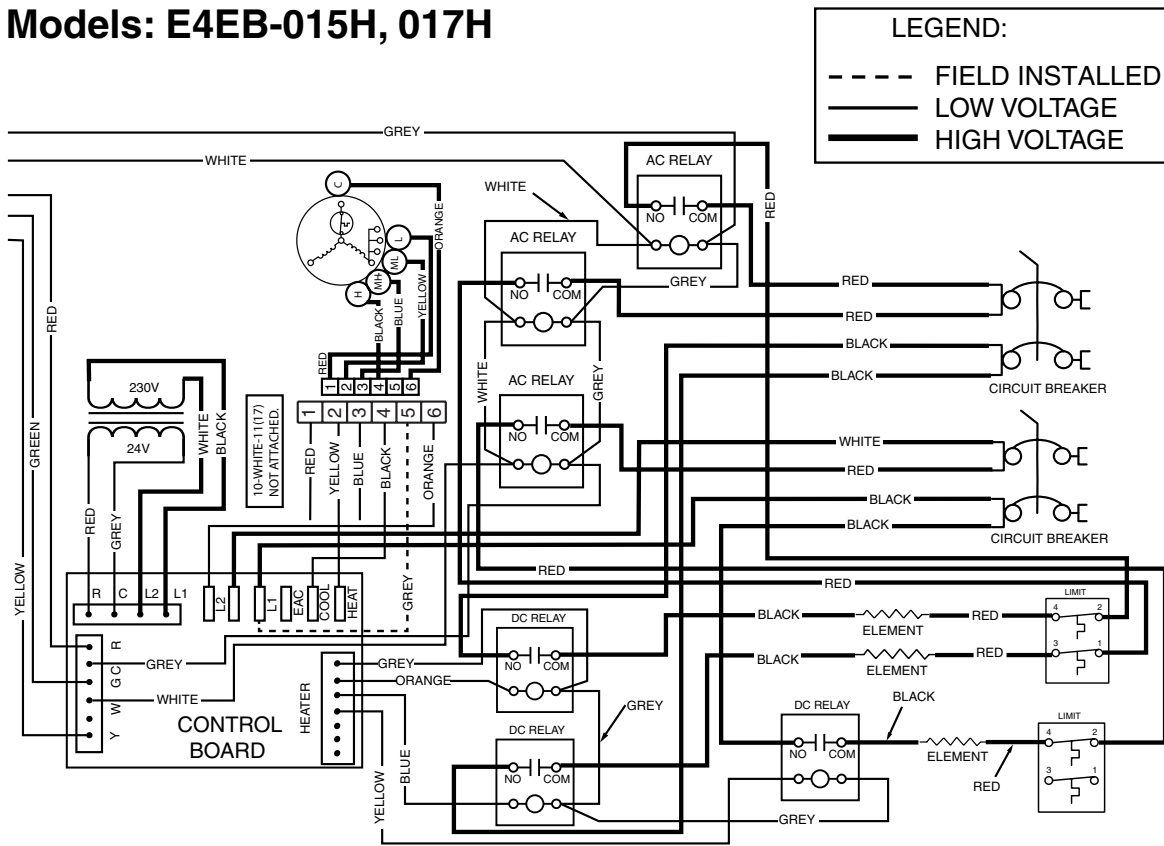 Models: E4EB-015H, 017H
LEGEND:
FIELD INSTALLED
LOW VOLTAGE
HIGH VOLTAGE
GREY
WHITE
AC RELAY
NO
COM
RED
WHITE
GREY
AC RELAY
NO
COM
WHITE
GREY
AC RELAY
NO
COM
C
L
ML
MH
H
ORANGE
YELLOW
BLUE
BLACK
RED
1 2 3 4 5 6
1 2 3 4 5 6
RED
YELLOW
BLUE
BLACK
GREY
ORANGE
10-WHITE-11(17)
NOT ATTACHED.
230V
24V
WHITE
BLACK
RED
GREY
RED
GREEN
YELLOW
RED
RED
BLACK
BLACK
CIRCUIT BREAKER
WHITE
RED
BLACK
BLACK
CIRCUIT BREAKER
RED
RED
R C L2 L1
L2
L1
EAC
COOL
HEAT
R
G C
W
Y
GREY
WHITE
CONTROL
BOARD
HEATER
GREY
ORANGE
BLUE
YELLOW
DC RELAY
NO
COM
GREY
DC RELAY
NO
COM
BLACK
ELEMENT
RED
BLACK
ELEMENT
RED
LIMIT
4 2
3 1
DC RELAY
NO
COM
GREY
BLACK
ELEMENT
RED
LIMIT
4 2
3 1